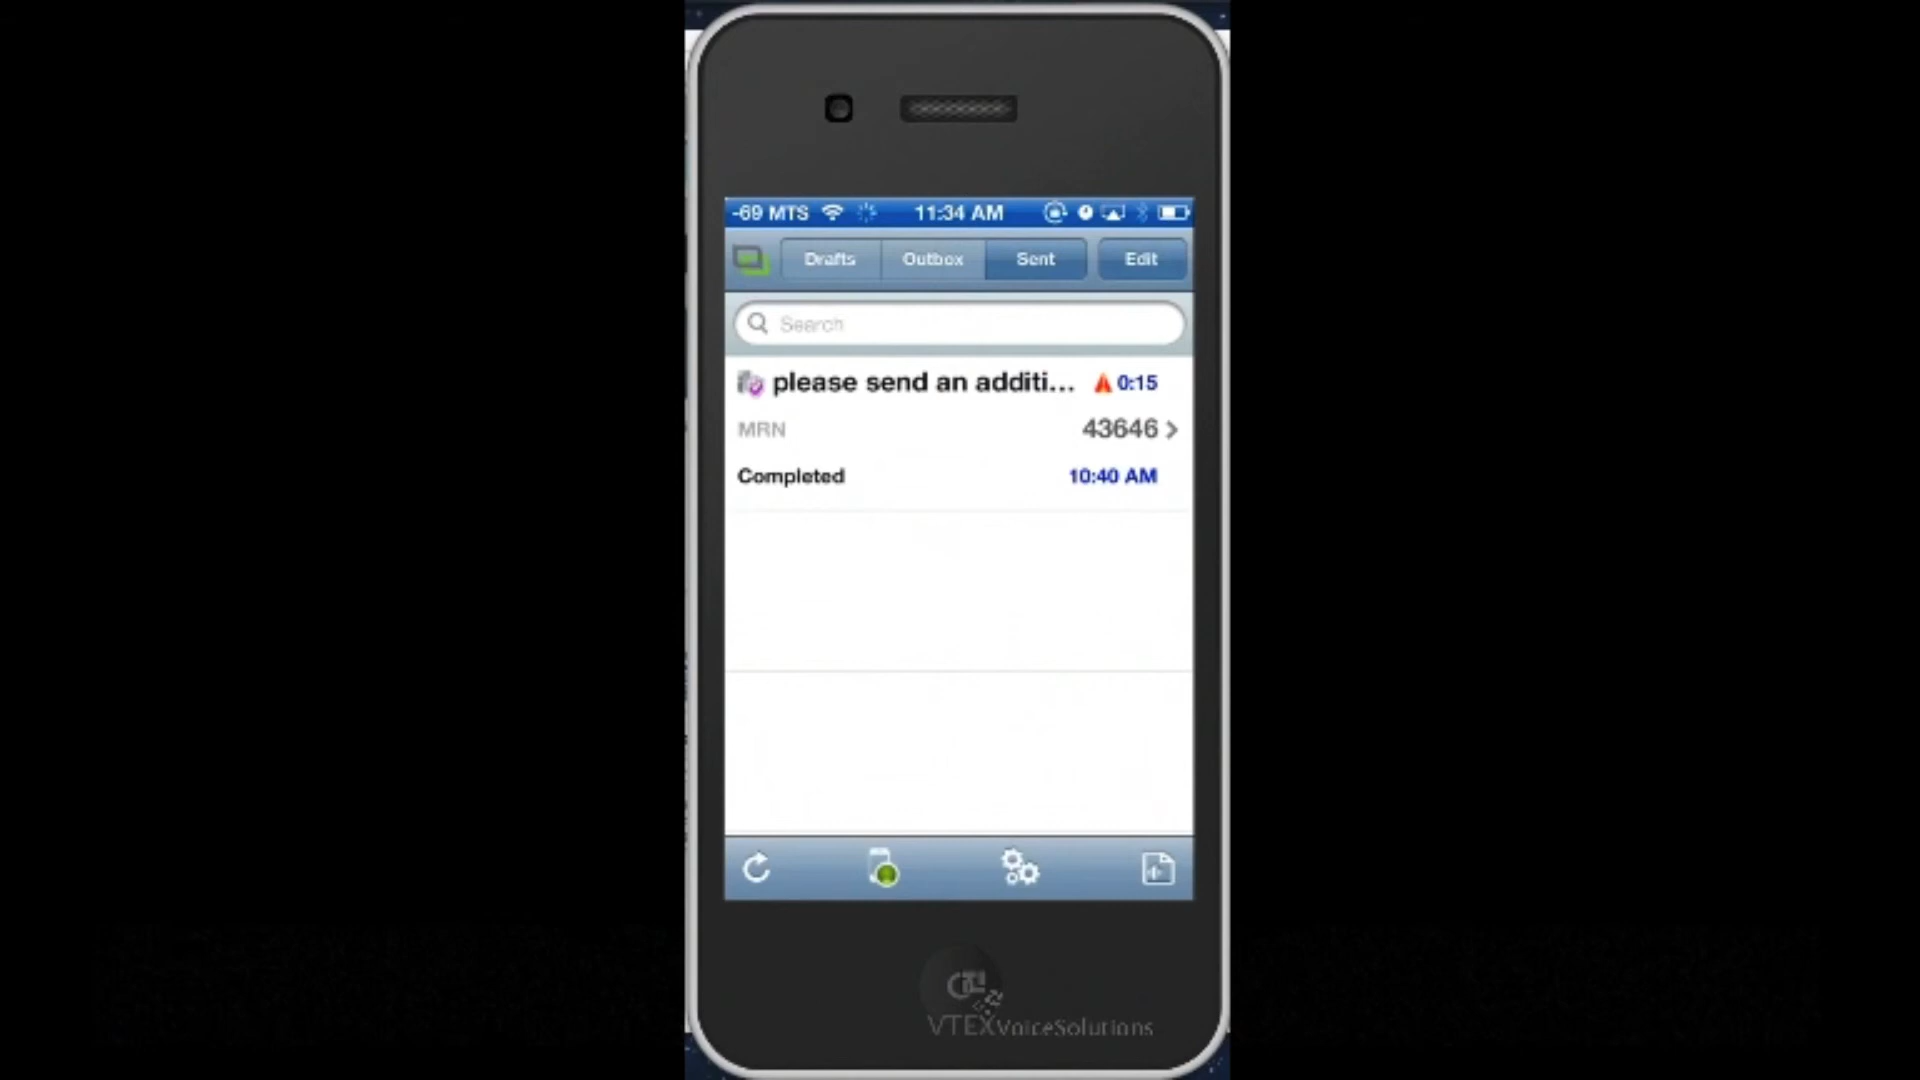 -69 MTS 11:34 AM
Drafts Outbox Sent Edit
Search
please send an additi... 0:15
MRN 43646
Completed 10:40 AM
VTEXVoiceSolutions